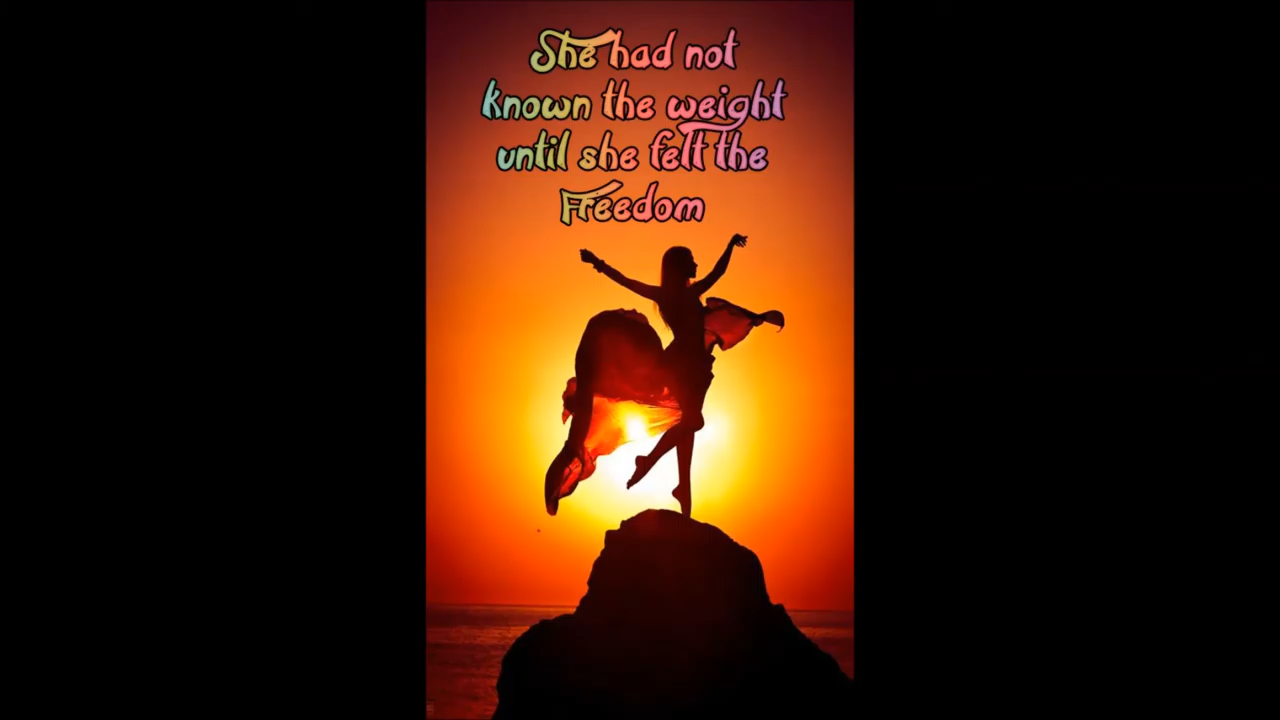 She had not
known the weight
until she felt the
Freedom